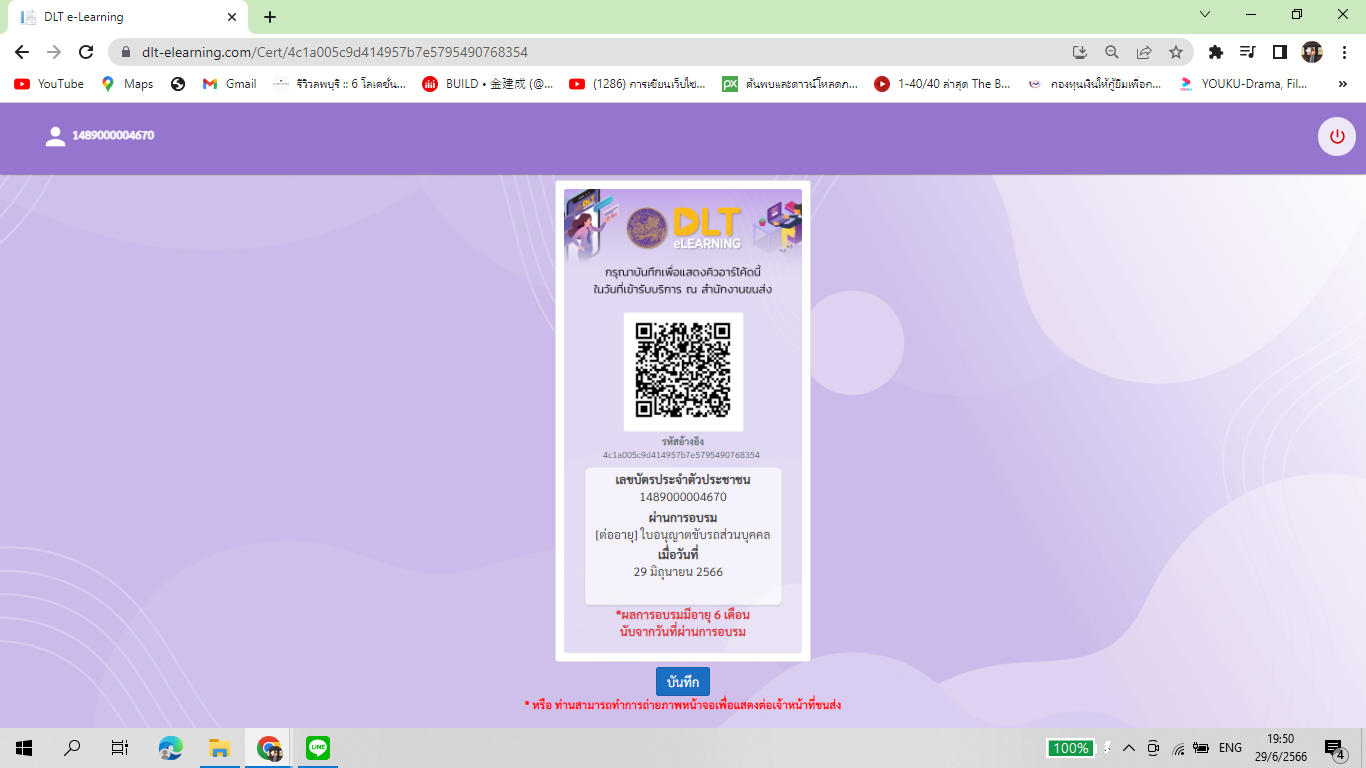 DLT e-Learning
dlt-elearning.com/Cert/4c1a005c9d414957b7e5795490768354
YouTube
Maps
Gmail
รีวิวลพบุรี :: 6 โลเคชั่น...
BUILD • 金建成 (@...
(1286) การเขียนเว็บไซ...
ค้นพบและดาวน์โหลดภ...
1-40/40 ล่าสุด The B...
กองทุนเงินให้กู้ยืมเพื่อก...
YOUKU-Drama, Fil...
»
1489000004670
DLT
eLEARNING
กรุณาบันทึกเพื่อแสดงคิวอาร์โค้ดนี้
ในวันที่เข้ารับบริการ ณ สำนักงานขนส่ง
รหัสอ้างอิง
4c1a005c9d414957b7e5795490768354
เลขบัตรประจำตัวประชาชน
1489000004670
ผ่านการอบรม
[ต่ออายุ] ใบอนุญาตขับรถส่วนบุคคล
เมื่อวันที่
29 มิถุนายน 2566
*ผลการอบรมมีอายุ 6 เดือน
นับจากวันที่ผ่านการอบรม
บันทึก
* หรือ ท่านสามารถทำการถ่ายภาพหน้าจอเพื่อแสดงต่อเจ้าหน้าที่ขนส่ง
100%
ENG
19:50
29/6/2566
4